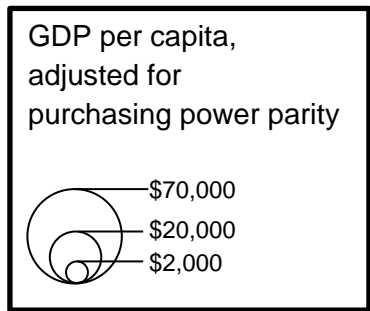 GDP per capita,
adjusted for
purchasing power parity
$70,000
$20,000
$2,000